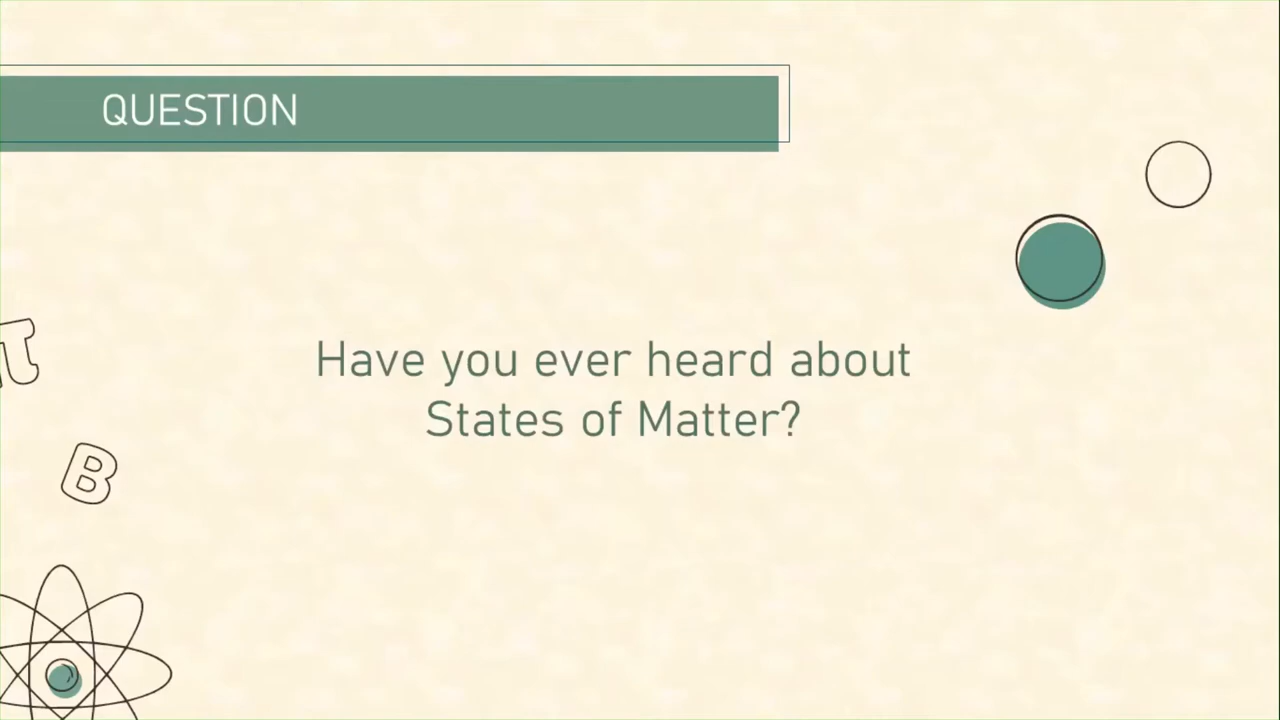 QUESTION
Have you ever heard about
States of Matter?
π
B